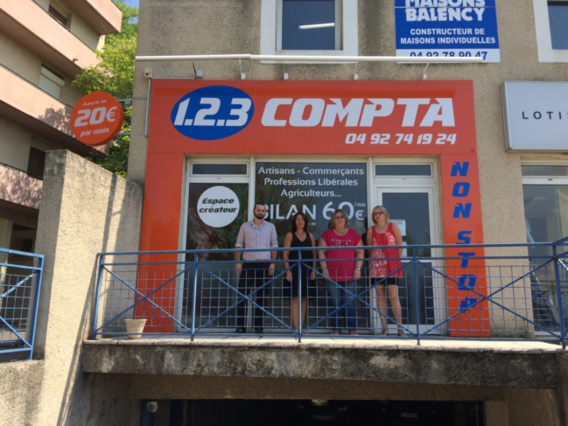 MAISONS
BALENCY
CONSTRUCTEUR DE
MAISONS INDIVIDUELLES
04 92 78 90 47
à partir de
20€
par mois
1.2.3 COMPTA
04 92 74 19 24
LOTI
Espace
créateur
Artisans - Commerçants
Professions Libérales
Agriculteurs...
BILAN 60€
NON STOP